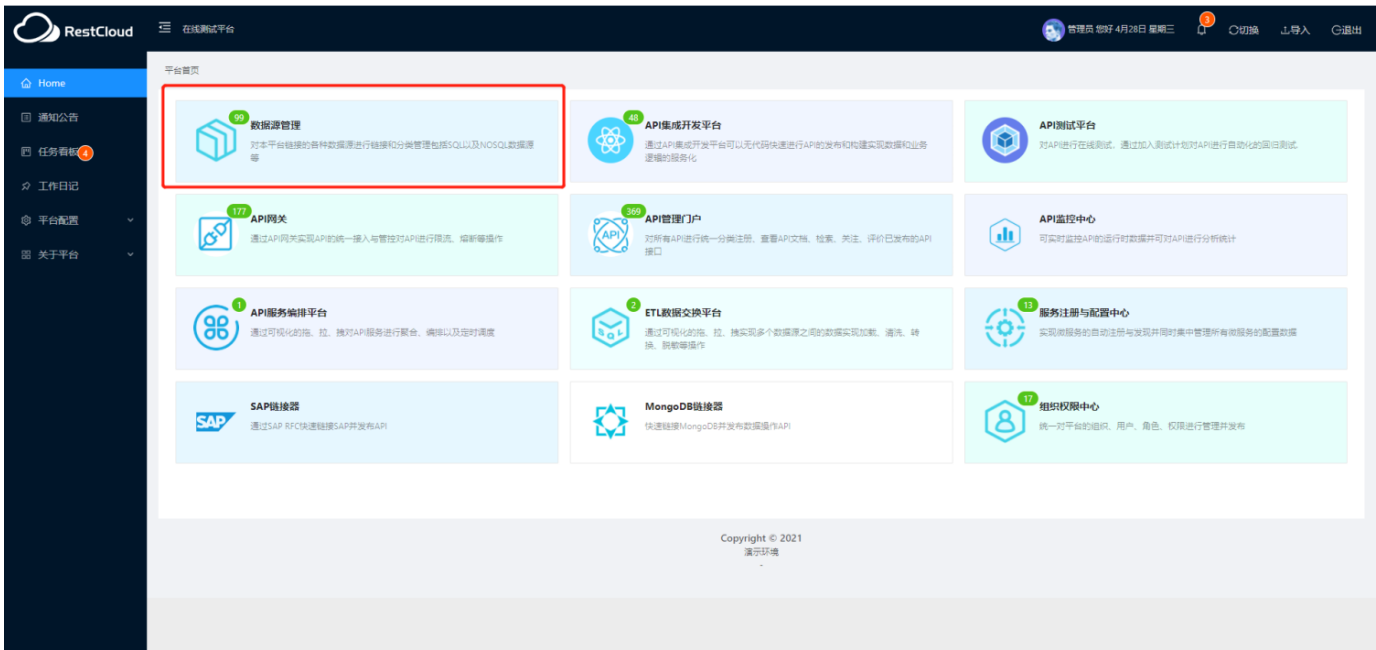 RestCloud
在线测试平台
管理员 您好 4月28日 星期三
3
切换
导入
退出
Home
通知公告
任务看板 4
工作日记
平台配置
关于平台
平台首页
99
数据源管理
对本平台链接的各种数据源进行链接和分类管理包括SQL以及NOSQL数据源
等
48
API集成开发平台
通过API集成开发平台可以无代码快速进行API的发布和构建实现数据和业务
逻辑的服务化
API测试平台
对API进行在线测试、通过加入测试计划对API进行自动化的回归测试.
177
API网关
通过API网关实现API的统一接入与管控对API进行限流、熔断等操作
369
API
API管理门户
对所有API进行统一分类注册、查看API文档、检索、关注、评价已发布的API
接口
API监控中心
可实时监控API的运行时数据并可对API进行分析统计
1
API服务编排平台
通过可视化的拖、拉、拽对API服务进行聚合、编排以及定时调度
2
ETL数据交换平台
通过可视化的拖、拉、拽实现多个数据源之间的数据实现加载、清洗、转
换、脱敏等操作
13
服务注册与配置中心
实现微服务的自动注册与发现并同时集中管理所有微服务的配置数据
SAP
SAP链接器
通过SAP RFC快速链接SAP并发布API
MongoDB链接器
快速链接MongoDB并发布数据操作API
17
组织权限中心
统一对平台的组织、用户、角色、权限进行管理并发布
Copyright © 2021
演示环境
-